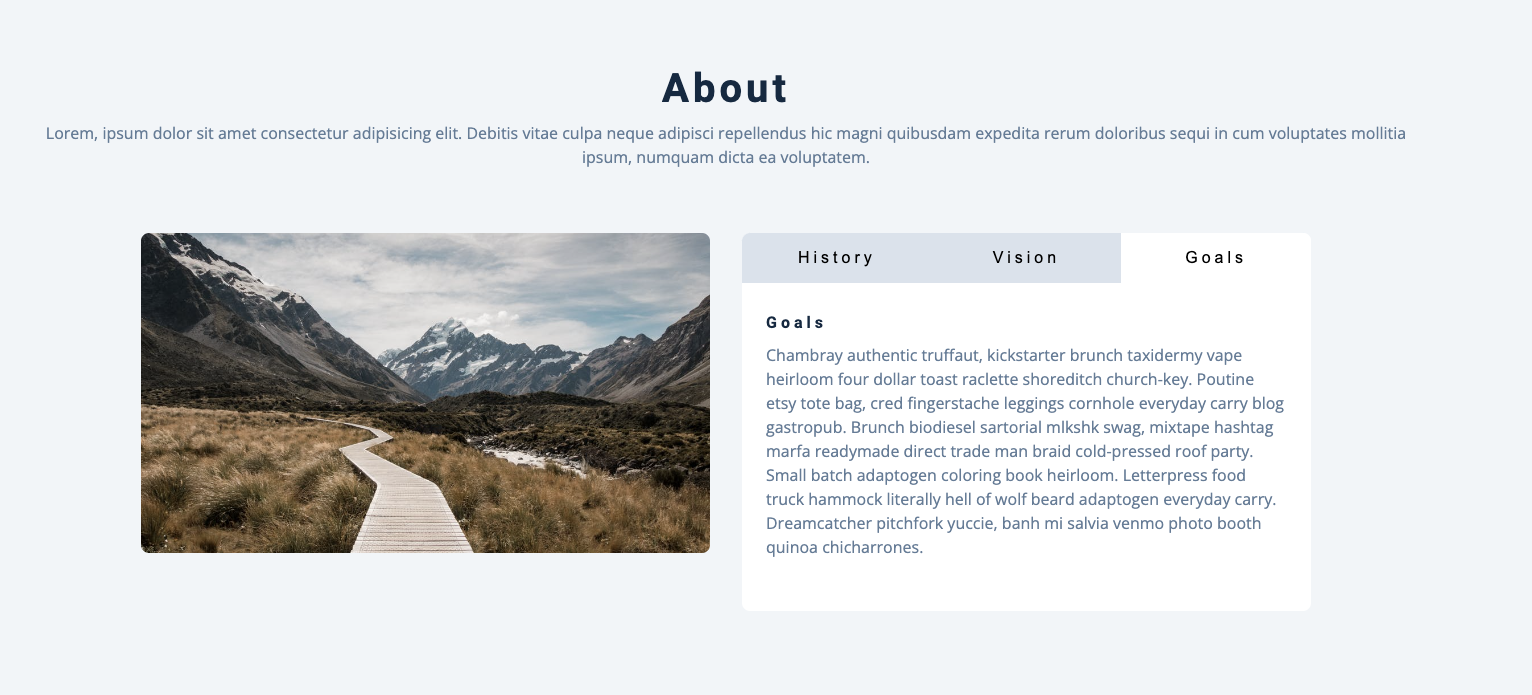 About
Lorem, ipsum dolor sit amet consectetur adipisicing elit. Debitis vitae culpa neque adipisci repellendus hic magni quibusdam expedita rerum doloribus sequi in cum voluptates mollitia
ipsum, numquam dicta ea voluptatem.
History Vision Goals
Goals
Chambray authentic truffaut, kickstarter brunch taxidermy vape
heirloom four dollar toast raclette shoreditch church-key. Poutine
etsy tote bag, cred fingerstache leggings cornhole everyday carry blog
gastropub. Brunch biodiesel sartorial mlkshk swag, mixtape hashtag
marfa readymade direct trade man braid cold-pressed roof party.
Small batch adaptogen coloring book heirloom. Letterpress food
truck hammock literally hell of wolf beard adaptogen everyday carry.
Dreamcatcher pitchfork yuccie, banh mi salvia venmo photo booth
quinoa chicharrones.